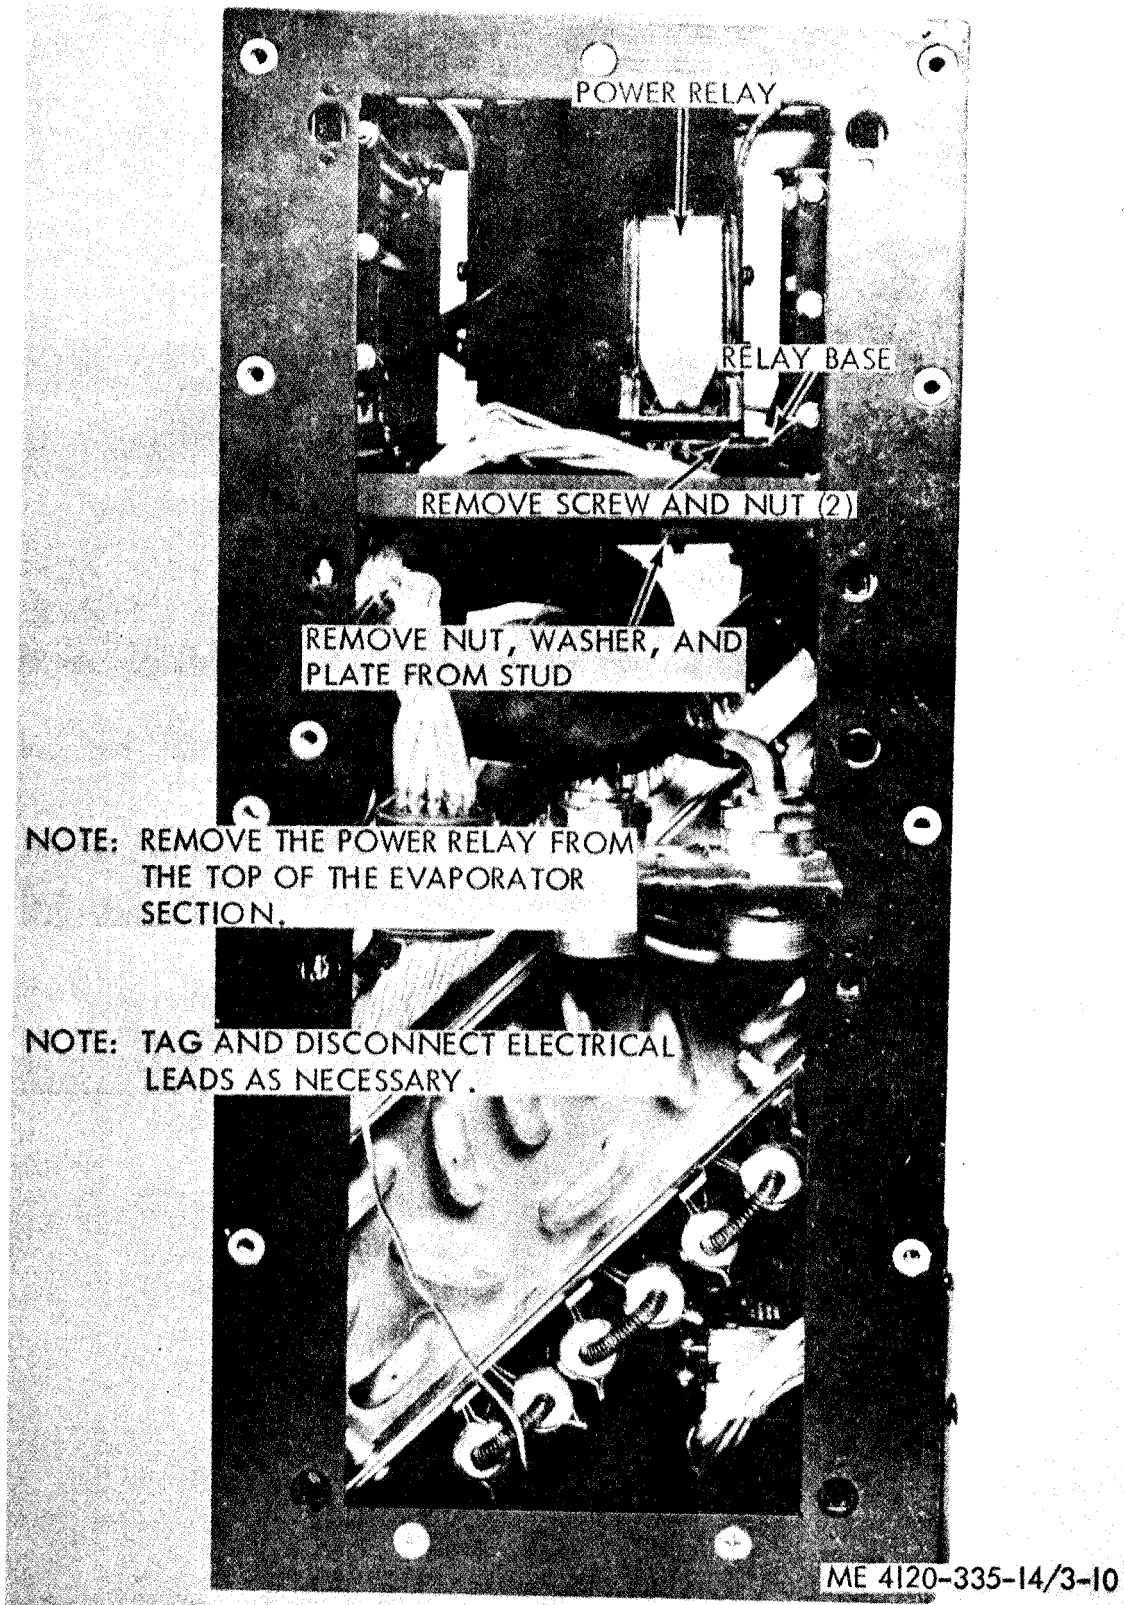 POWER RELAY
RELAY BASE
REMOVE SCREW AND NUT (2)
REMOVE NUT, WASHER, AND
PLATE FROM STUD
NOTE: REMOVE THE POWER RELAY FROM
THE TOP OF THE EVAPORATOR
SECTION.
NOTE: TAG AND DISCONNECT ELECTRICAL
LEADS AS NECESSARY.
ME 4120-335-14/3-10